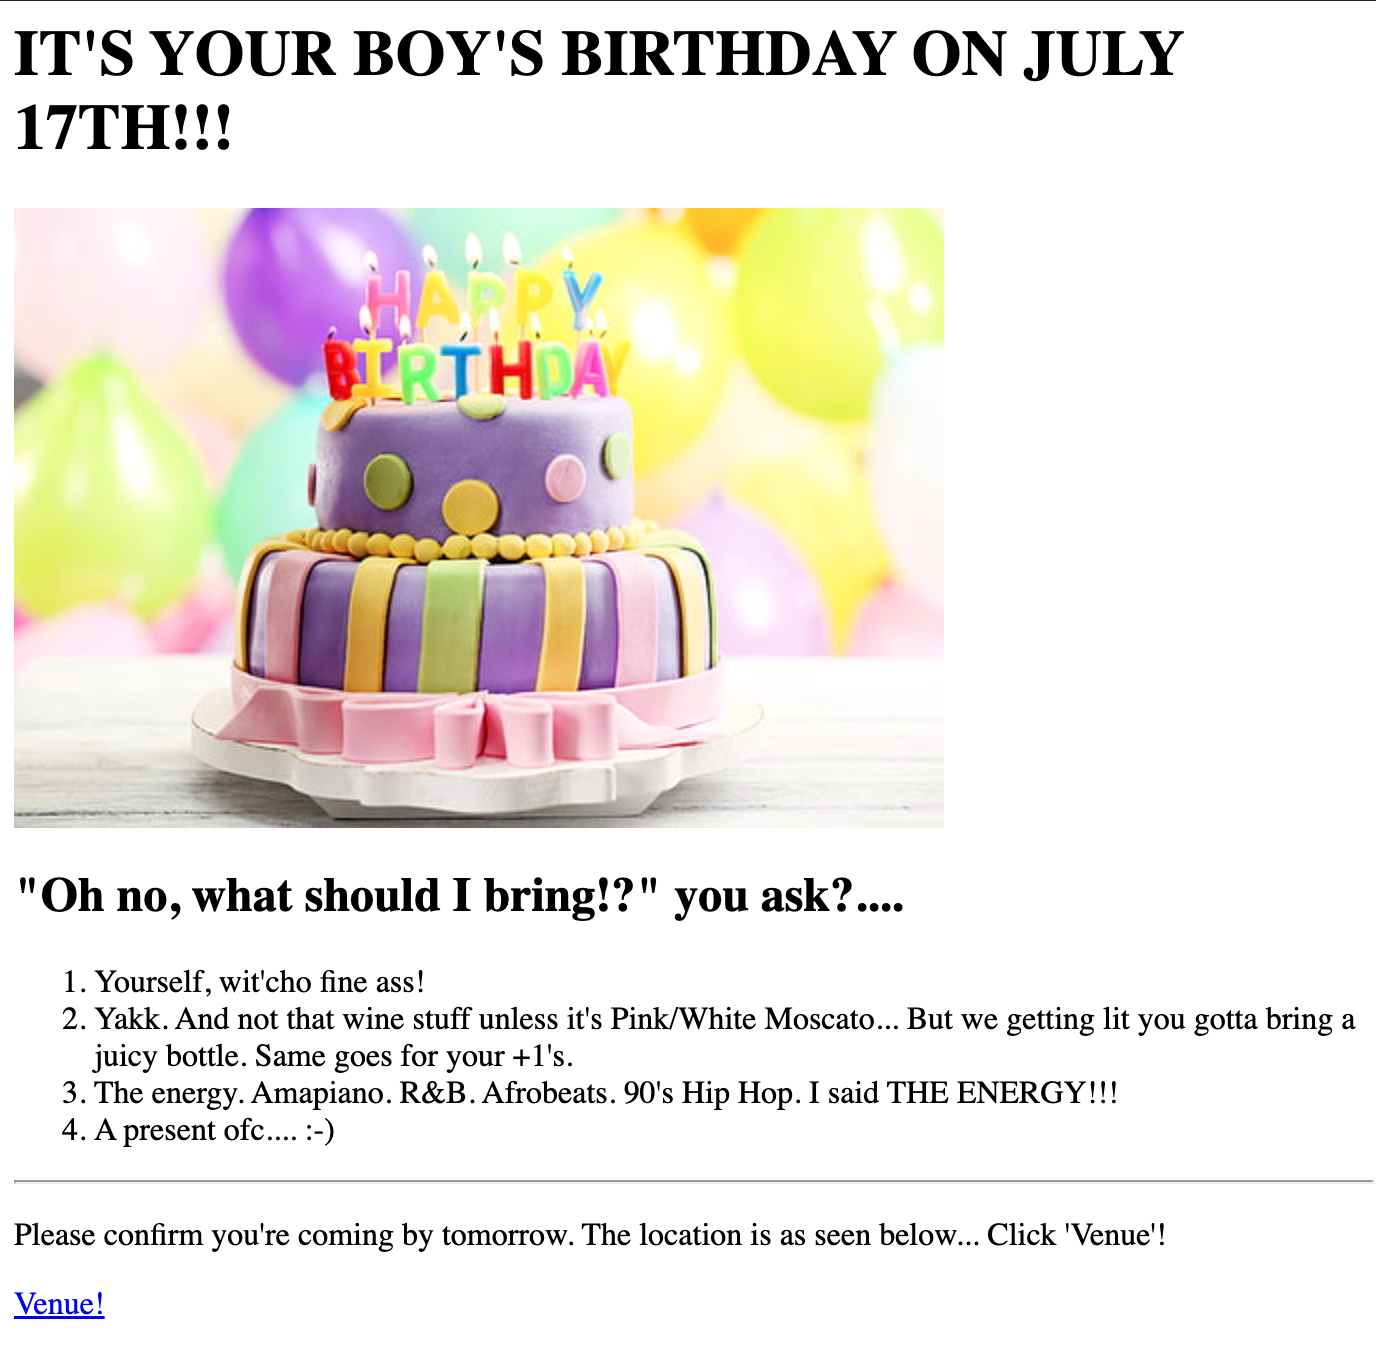 IT'S YOUR BOY'S BIRTHDAY ON JULY
17TH!!!
HAPPY
BIRTHDAY
"Oh no, what should I bring!?" you ask?....
1. Yourself, wit'cho fine ass!
2. Yakk. And not that wine stuff unless it's Pink/White Moscato... But we getting lit you gotta bring a
juicy bottle. Same goes for your +1's.
3. The energy. Amapiano. R&B. Afrobeats. 90's Hip Hop. I said THE ENERGY!!!
4. A present ofc.... :-)
Please confirm you're coming by tomorrow. The location is as seen below... Click 'Venue'!
Venue!